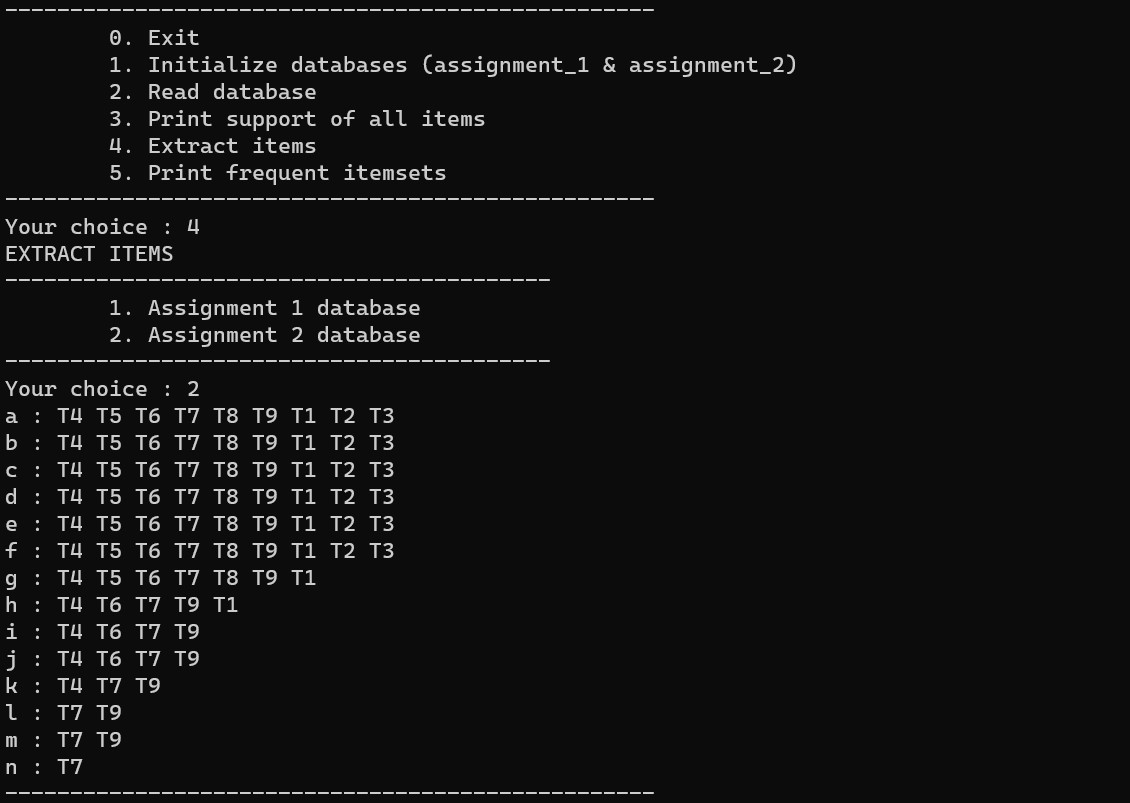 0. Exit
1. Initialize databases (assignment_1 & assignment_2)
2. Read database
3. Print support of all items
4. Extract items
5. Print frequent itemsets
Your choice : 4
EXTRACT ITEMS
1. Assignment 1 database
2. Assignment 2 database
Your choice : 2
a : T4 T5 T6 T7 T8 T9 T1 T2 T3
b : T4 T5 T6 T7 T8 T9 T1 T2 T3
c : T4 T5 T6 T7 T8 T9 T1 T2 T3
d : T4 T5 T6 T7 T8 T9 T1 T2 T3
e : T4 T5 T6 T7 T8 T9 T1 T2 T3
f : T4 T5 T6 T7 T8 T9 T1 T2 T3
g : T4 T5 T6 T7 T8 T9 T1
h : T4 T6 T7 T9 T1
i : T4 T6 T7 T9
j : T4 T6 T7 T9
k : T4 T7 T9
l : T7 T9
m : T7 T9
n : T7